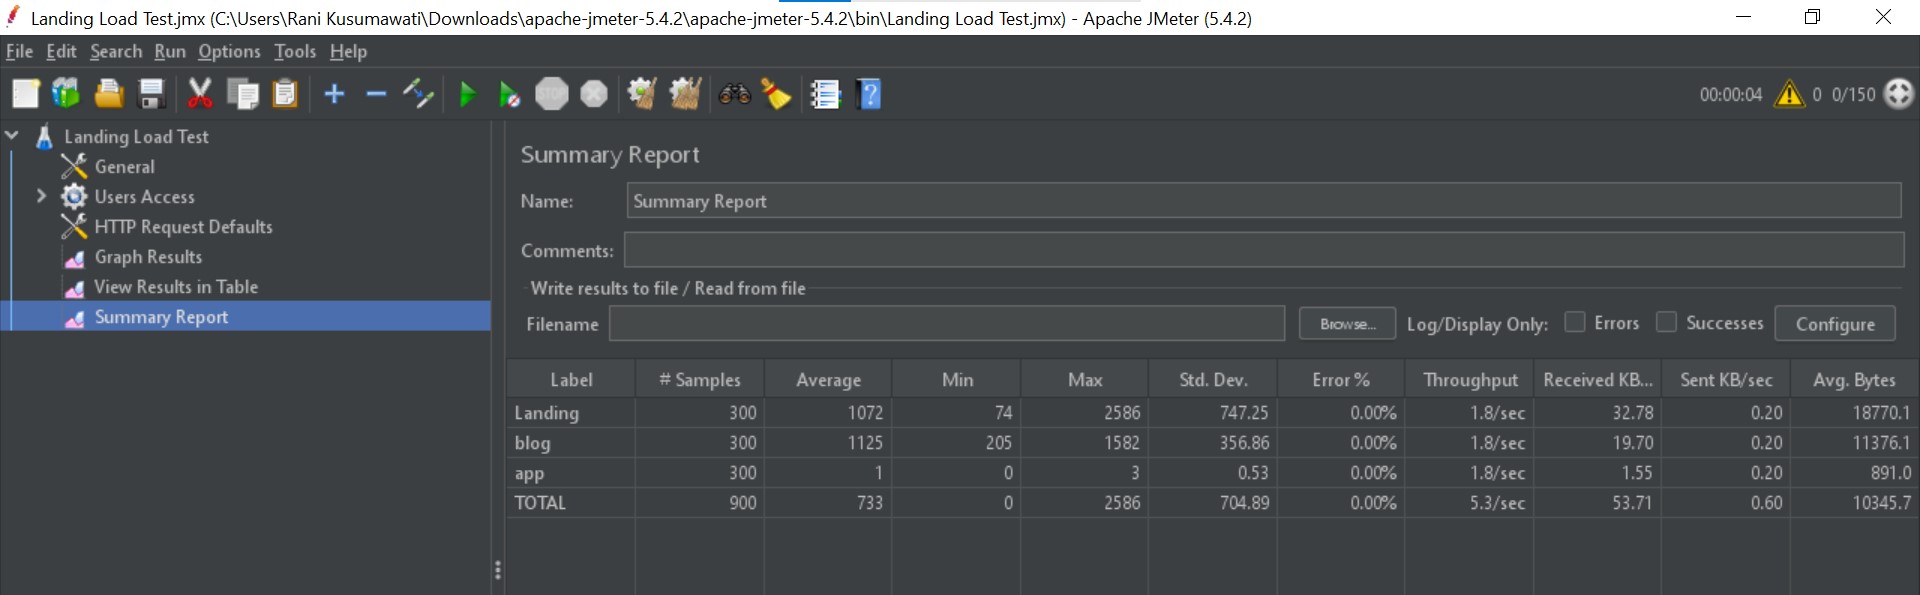 Landing Load Test.jmx (C:\Users\Rani Kusumawati\Downloads\apache-jmeter-5.4.2\apache-jmeter-5.4.2\bin\Landing Load Test.jmx) - Apache JMeter (5.4.2)
File Edit Search Run Options Tools Help
STOP ? 00:00:04 0 0/150
Landing Load Test
General
Users Access
HTTP Request Defaults
Graph Results
View Results in Table
Summary Report
Summary Report
Name: Summary Report
Comments:
Write results to file / Read from file
Filename Browse... Log/Display Only: Errors Successes Configure
Label # Samples Average Min Max Std. Dev. Error % Throughput Received KB... Sent KB/sec Avg. Bytes
Landing 300 1072 74 2586 747.25 0.00% 1.8/sec 32.78 0.20 18770.1
blog 300 1125 205 1582 356.86 0.00% 1.8/sec 19.70 0.20 11376.1
app 300 1 0 3 0.53 0.00% 1.8/sec 1.55 0.20 891.0
TOTAL 900 733 0 2586 704.89 0.00% 5.3/sec 53.71 0.60 10345.7